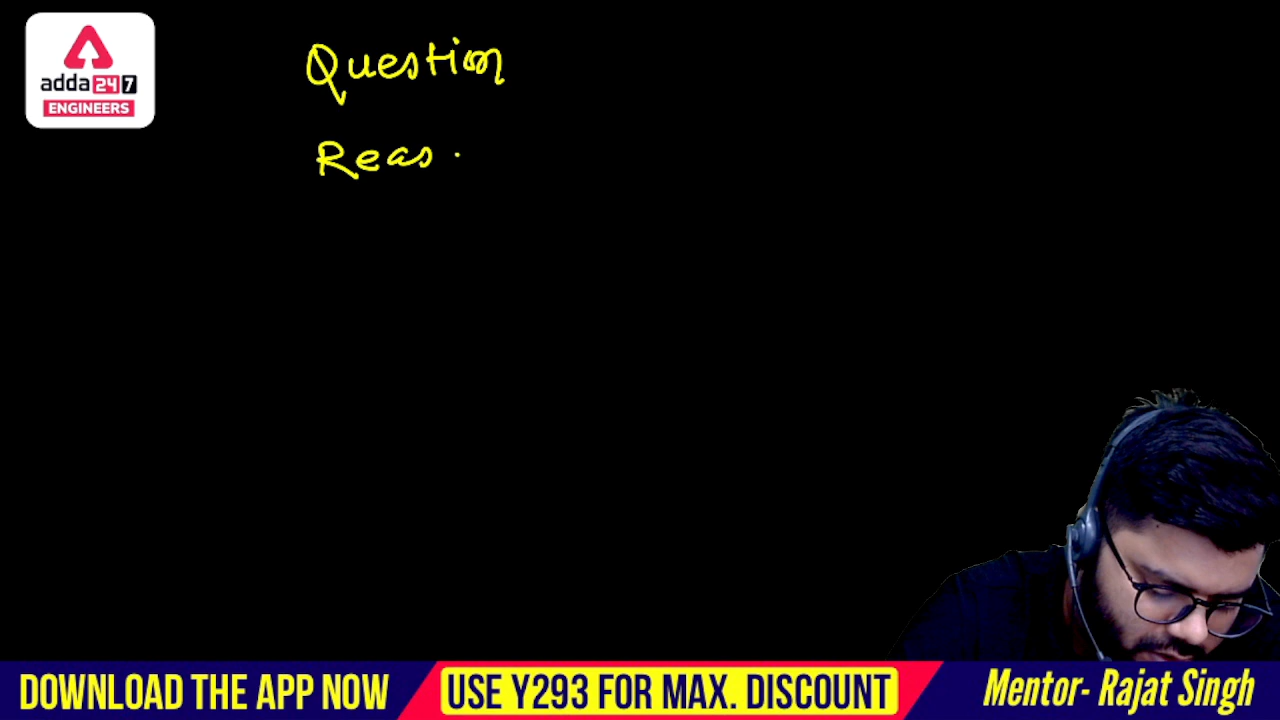 Question
Reas
adda 247
ENGINEERS
DOWNLOAD THE APP NOW
USE Y293 FOR MAX. DISCOUNT
Mentor- Rajat Singh